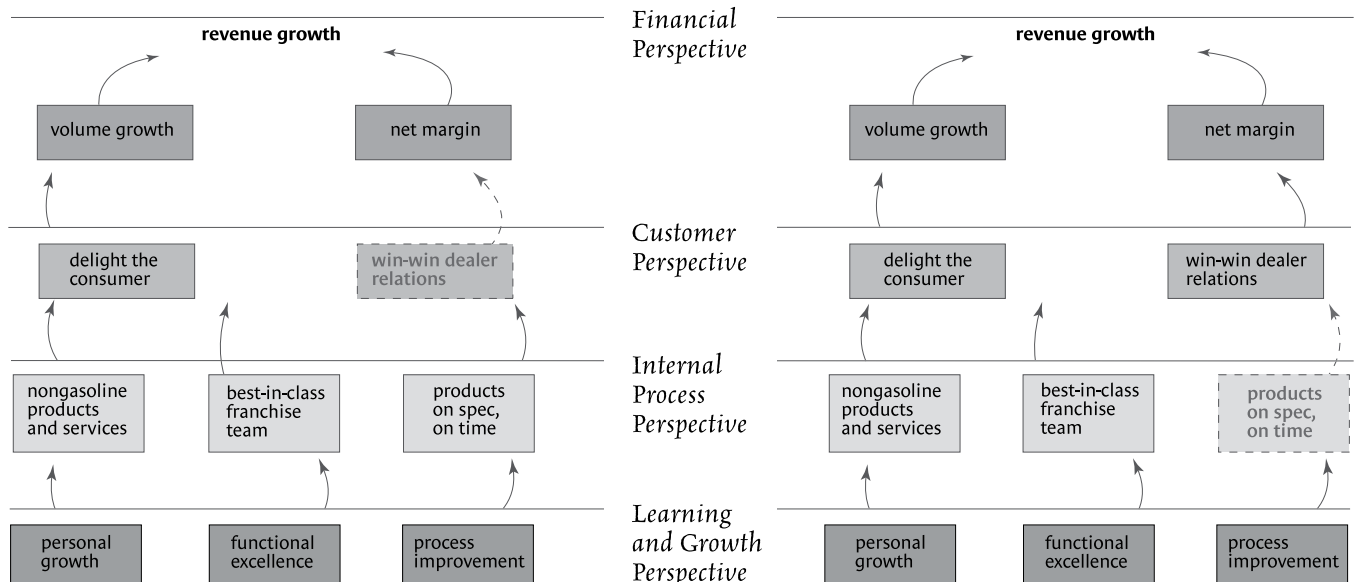 revenue growth
volume growth
net margin
delight the
consumer
win-win dealer
relations
nongasoline
products
and services
best-in-class
franchise
team
products
on spec,
on time
personal
growth
functional
excellence
process
improvement
Financial
Perspective
Customer
Perspective
Internal
Process
Perspective
Learning
and Growth
Perspective
revenue growth
volume growth
net margin
delight the
consumer
win-win dealer
relations
nongasoline
products
and services
best-in-class
franchise
team
products
on spec,
on time
personal
growth
functional
excellence
process
improvement